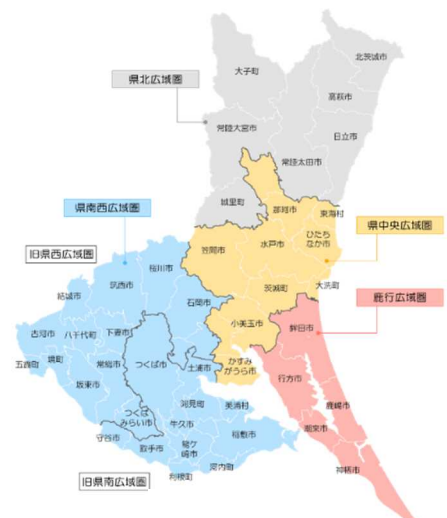 北茨城市
大子町
高萩市
県北広域圏
常陸大宮市
日立市
常陸太田市
城里町
県南西広域圏
那珂市
東海村
県中央広域圏
ひたち
なか市
水戸市
笠間市
旧県西広域圏
桜川市
筑西市
茨城町
大洗町
石岡市
結城市
鹿行広域圏
小美玉市
鉾田市
古河市
八千代町
下妻市
かすみ
がうら市
五霞町
境町
常総市
つくば市
土浦市
行方市
坂東市
阿見町
美浦村
鹿嶋市
つくば
みらい市
牛久市
稲敷市
潮来市
守谷市
取手市
龍ケ
崎市
河内町
神栖市
利根町
旧県南広域圏